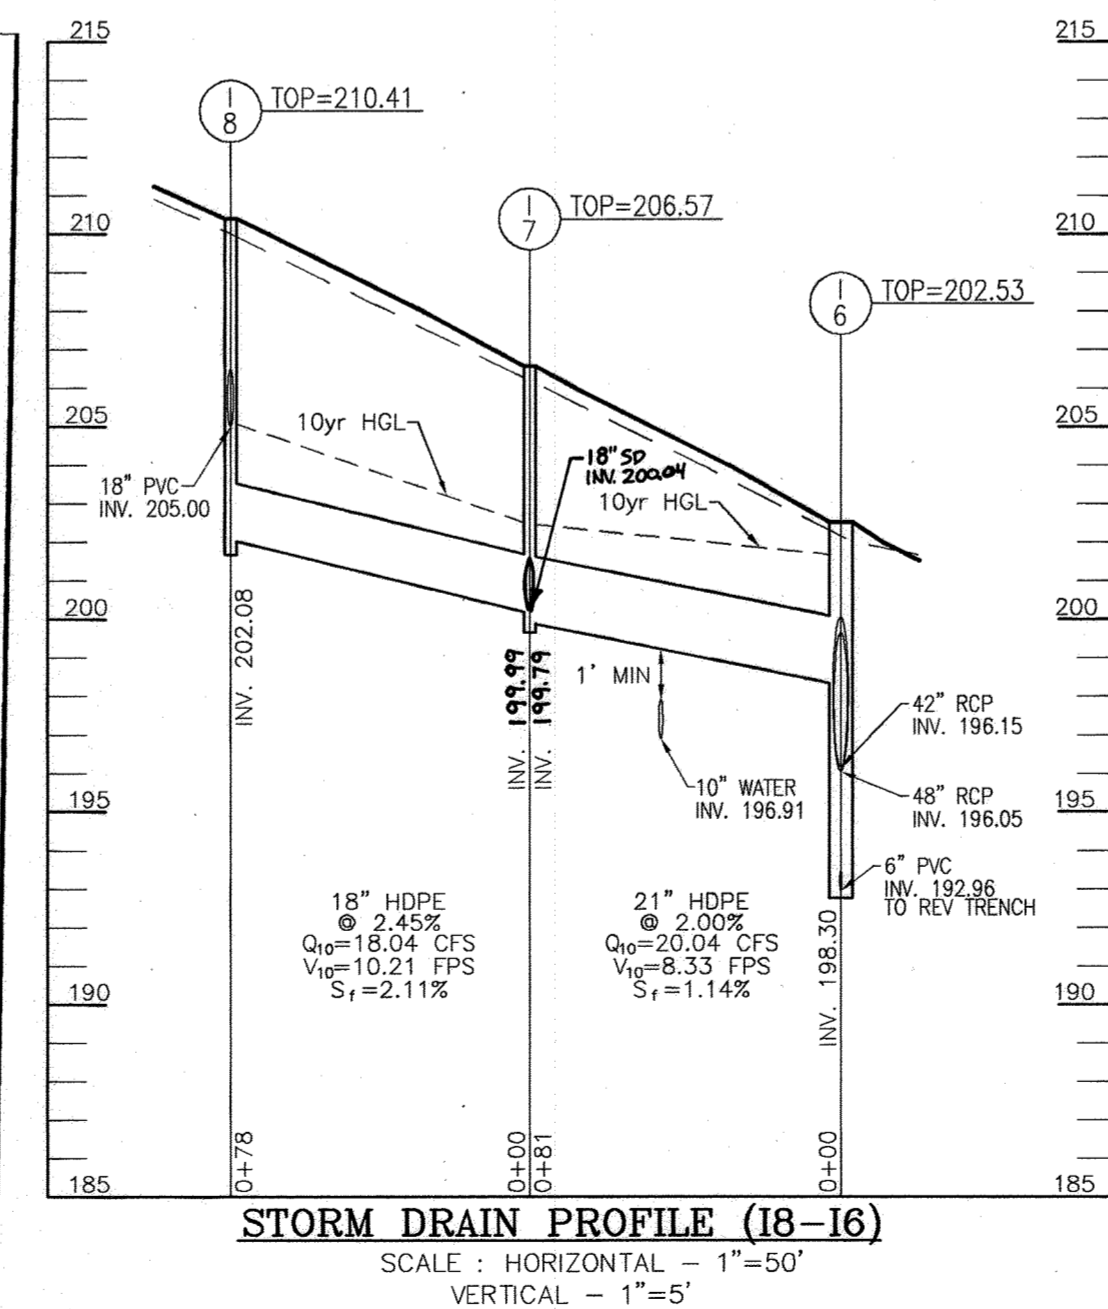 215
215
I
8
TOP=210.41
I
7
TOP=206.57
210
210
I
6
TOP=202.53
205
205
10yr HGL
18" SD
INV. 200.04
10yr HGL
18" PVC
INV. 205.00
200
200
INV. 202.08
INV. 199.99
INV. 199.79
1' MIN
42" RCP
INV. 196.15
10" WATER
INV. 196.91
48" RCP
INV. 196.05
195
195
6" PVC
INV. 192.96
TO REV TRENCH
18" HDPE
@ 2.45%
Q10=18.04 CFS
V10=10.21 FPS
Sf=2.11%
21" HDPE
@ 2.00%
Q10=20.04 CFS
V10=8.33 FPS
Sf=1.14%
INV. 198.30
190
190
0+78
0+00
0+81
0+00
185
185
STORM DRAIN PROFILE (I8-I6)
SCALE : HORIZONTAL - 1"=50'
VERTICAL - 1"=5'